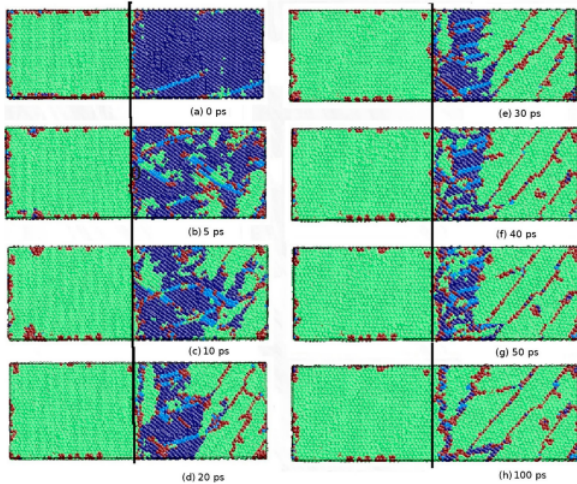 (a) 0 ps
(b) 5 ps
(c) 10 ps
(d) 20 ps
(e) 30 ps
(f) 40 ps
(g) 50 ps
(h) 100 ps